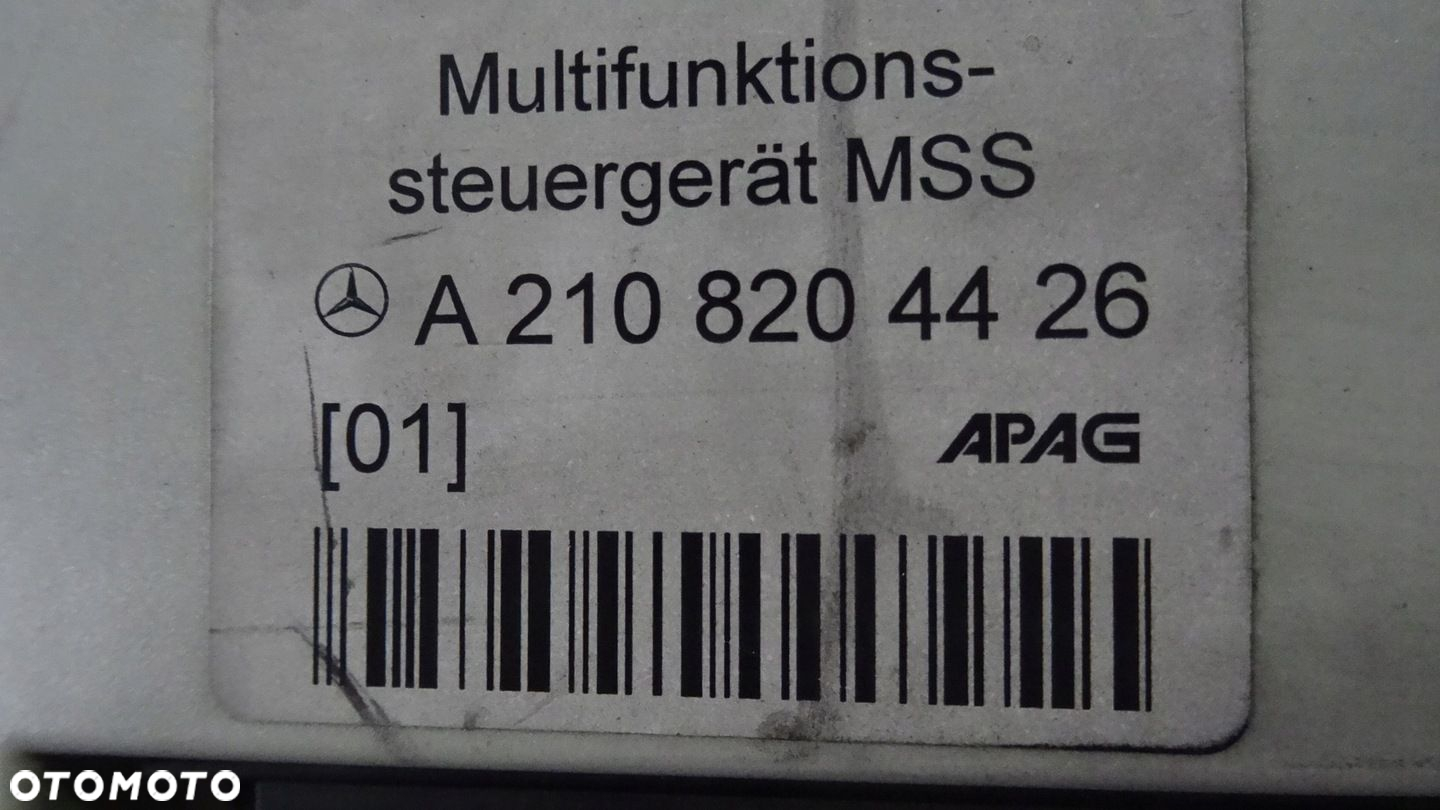 Multifunktions-
steuergerät MSS
A 210 820 44 26
[01]
APAG
OTOMOTO